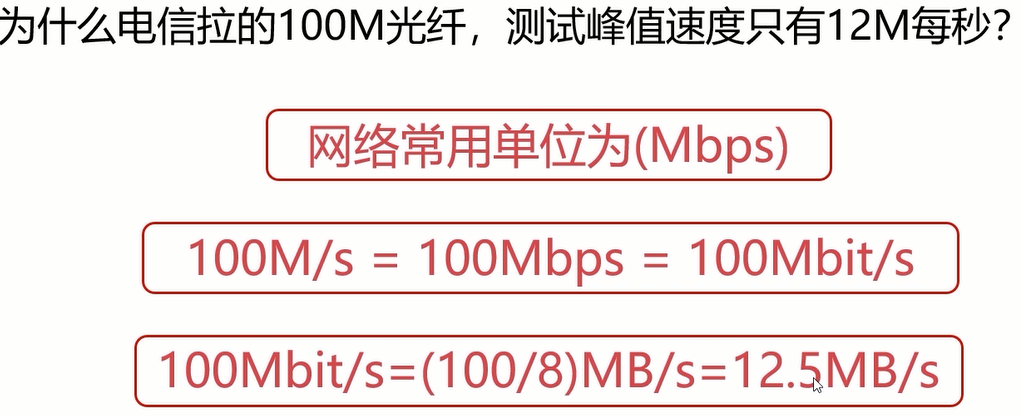 为什么电信拉的100M光纤，测试峰值速度只有12M每秒？
网络常用单位为(Mbps)
100M/s = 100Mbps = 100Mbit/s
100Mbit/s=(100/8)MB/s=12.5MB/s